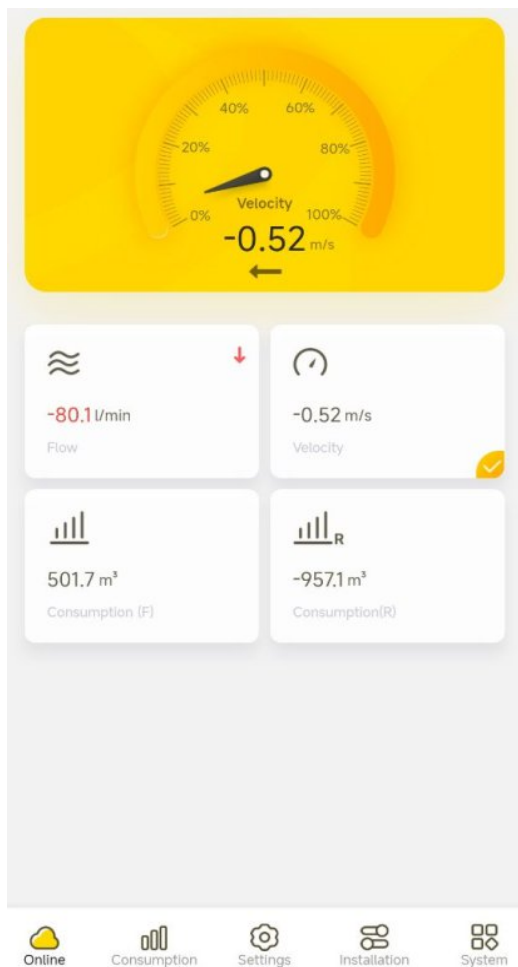 40% 60%
20% 80%
0% Velocity 100%
-0.52 m/s
-80.1 l/min
Flow
-0.52 m/s
Velocity
501.7 m³
Consumption (F)
R
-957.1 m³
Consumption(R)
Online Consumption Settings Installation System